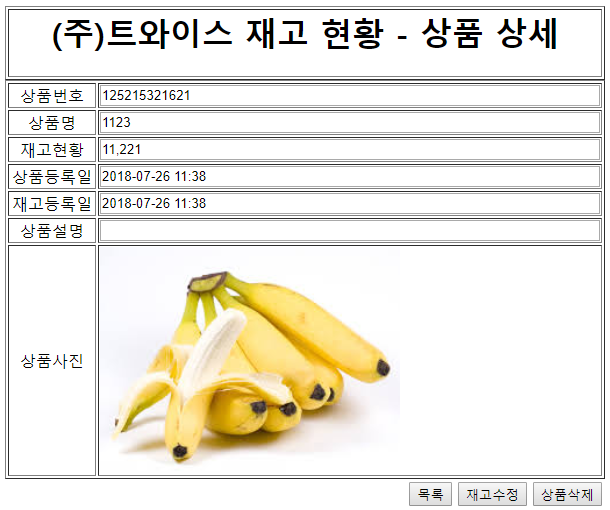 (주)트와이스 재고 현황 - 상품 상세
상품번호 125215321621
상품명 1123
재고현황 11,221
상품등록일 2018-07-26 11:38
재고등록일 2018-07-26 11:38
상품설명
상품사진
목록 재고수정 상품삭제